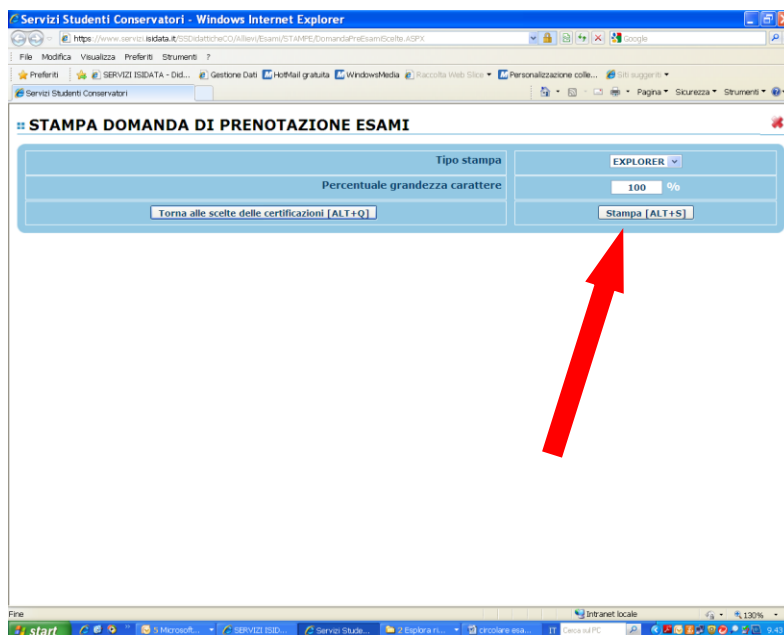 Servizi Studenti Conservatori - Windows Internet Explorer
https://www.servizi.isidata.it/SSDidatticheCO/Allievi/Esami/STAMPE/DomandaPreEsamiScelte.ASPX
Google
File Modifica Visualizza Preferiti Strumenti ?
Preferiti SERVIZI ISIDATA - Did... Gestione Dati HotMail gratuita WindowsMedia Raccolta Web Slice Personalizzazione colle... Siti suggeriti
Servizi Studenti Conservatori Pagina Sicurezza Strumenti
STAMPA DOMANDA DI PRENOTAZIONE ESAMI
Tipo stampa EXPLORER
Percentuale grandezza carattere 100 %
Torna alle scelte delle certificazioni [ALT+Q] Stampa [ALT+S]
Fine Intranet locale 130%
start 5 Microsoft... SERVIZI ISID... Servizi Stude... 2 Esplora ri... circolare esa... IT Cerca sul PC